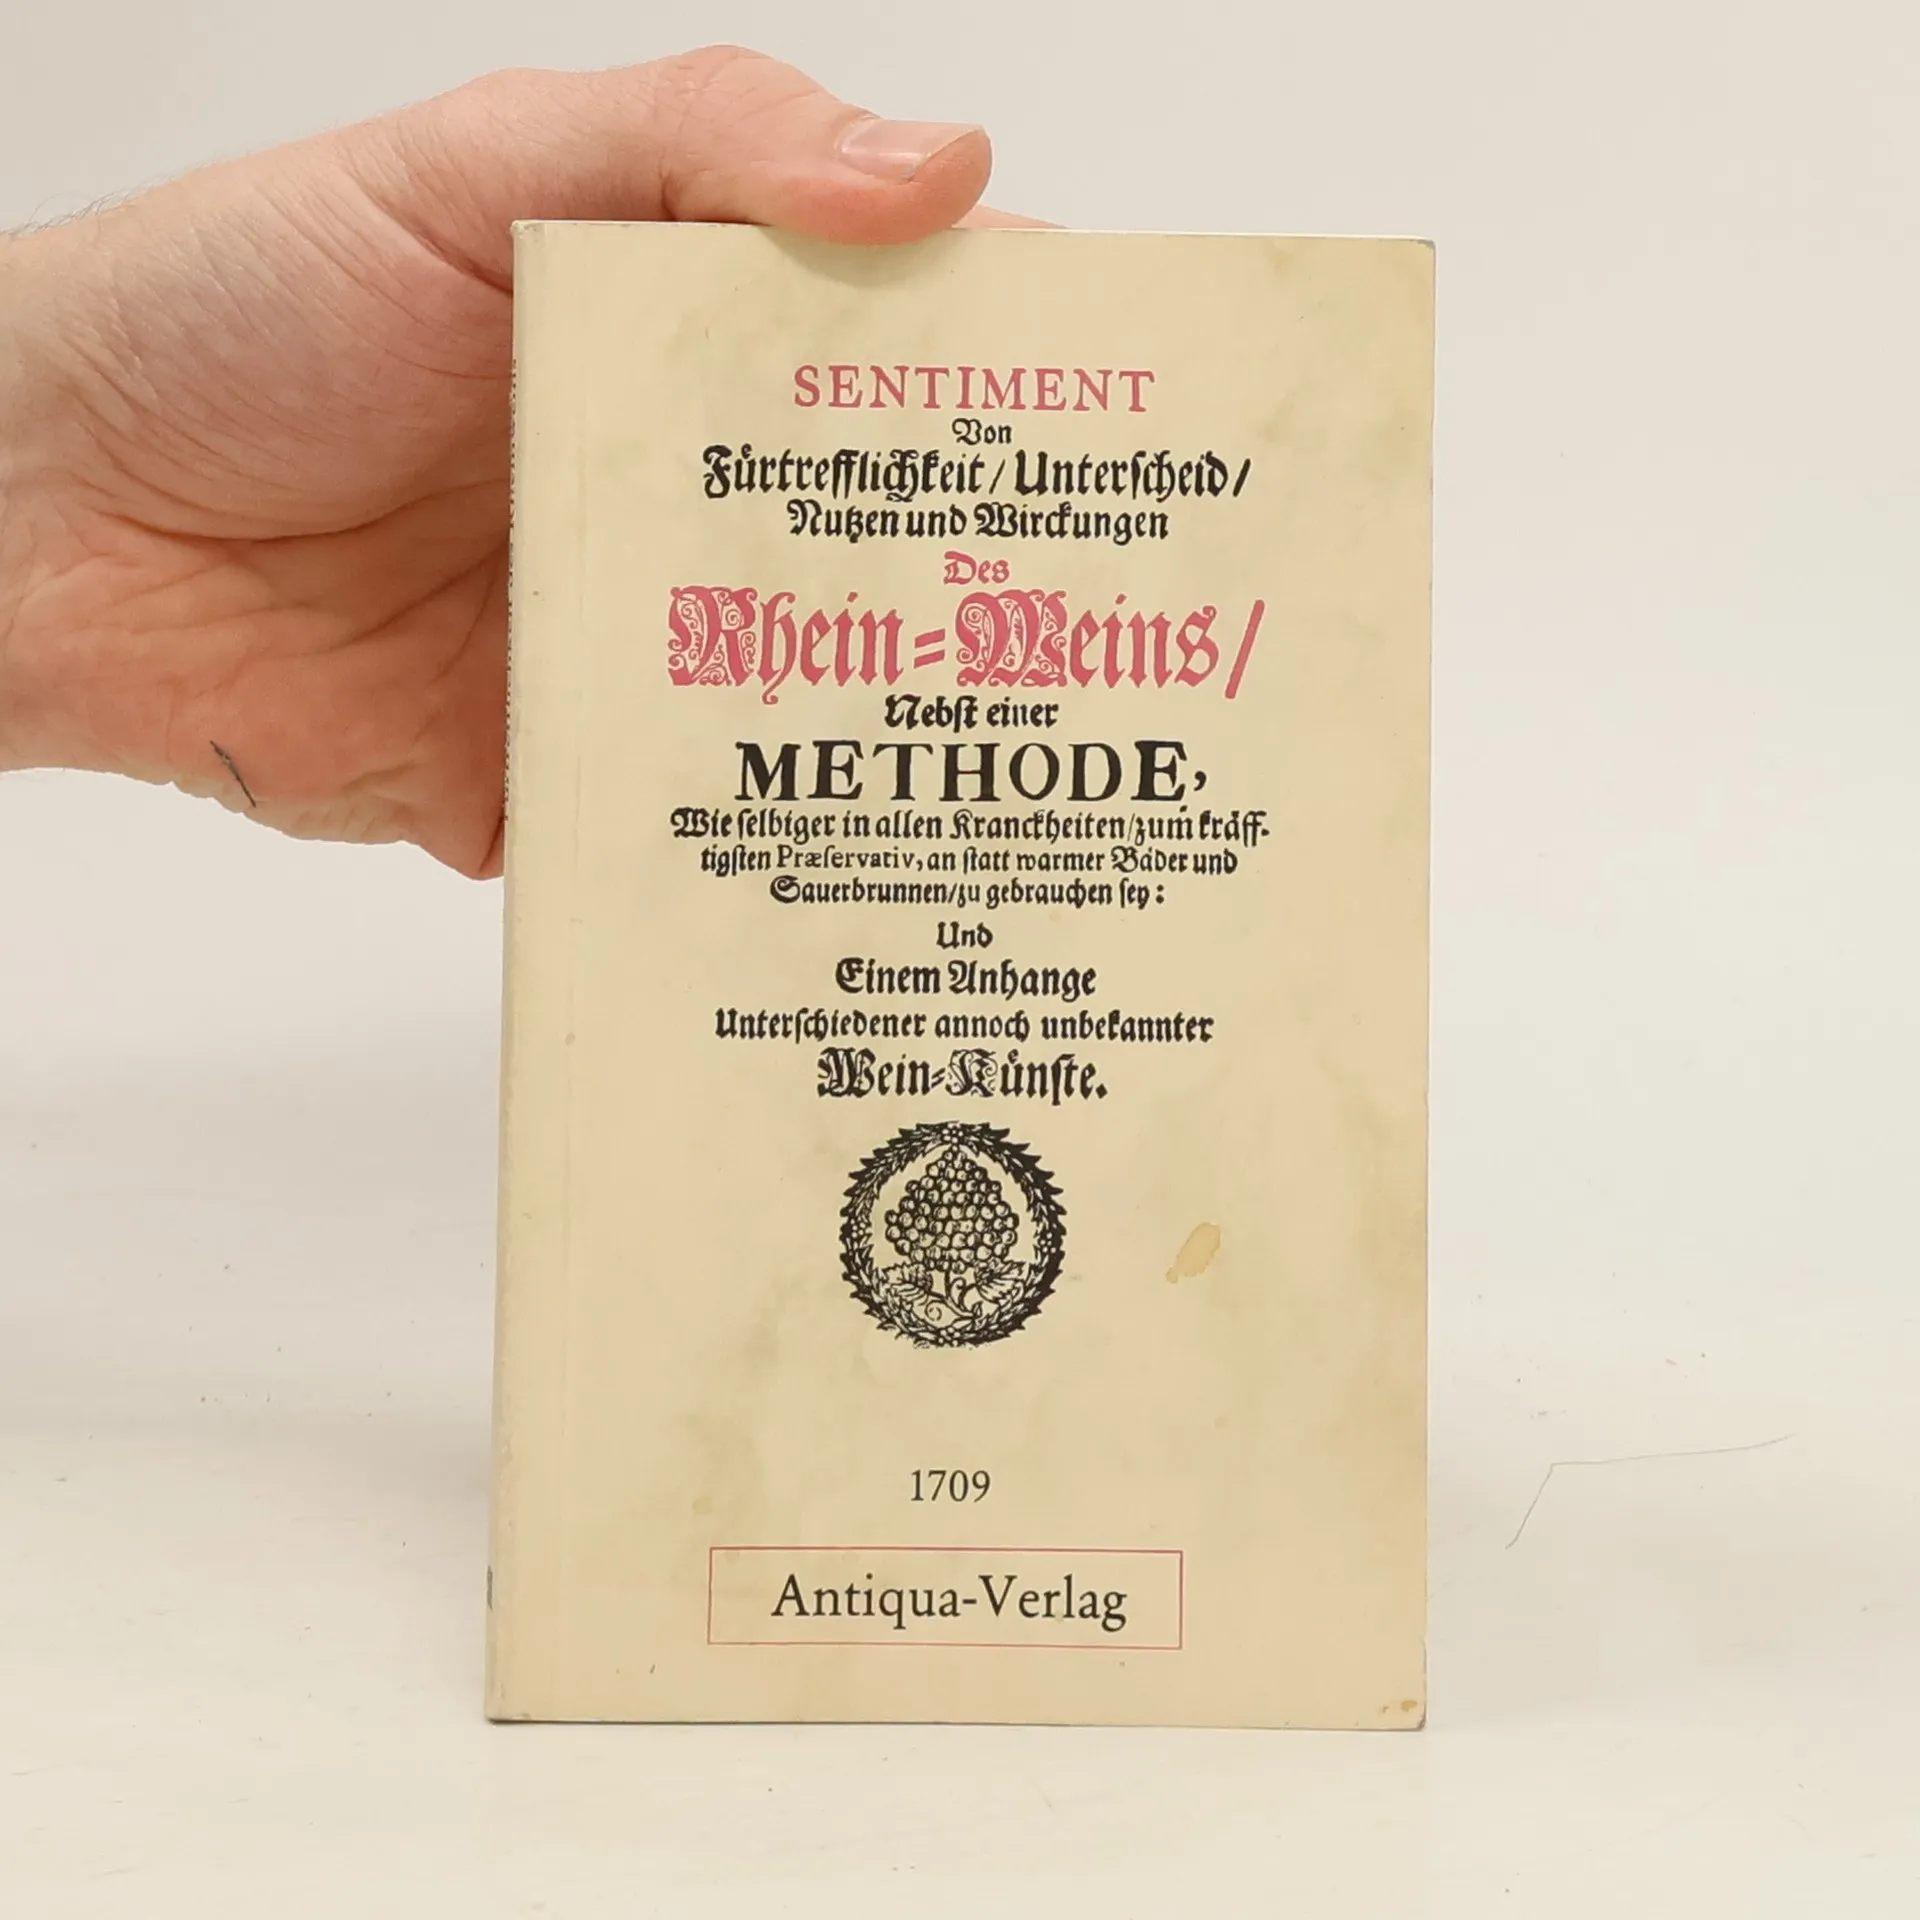 SENTIMENT
Von
Fürtrefflichkeit / Unterscheid /
Nutzen und Wirckungen
Des
Rhein=Weins /
Nebst einer
METHODE,
Wie selbiger in allen Kranckheiten / zum̃ kräff-
tigsten Præservativ, an statt warmer Bäder und
Sauerbrunnen / zu gebrauchen sey :
Und
Einem Anhange
Unterschiedener annoch unbekannter
Wein=Künste.
1709
Antiqua-Verlag